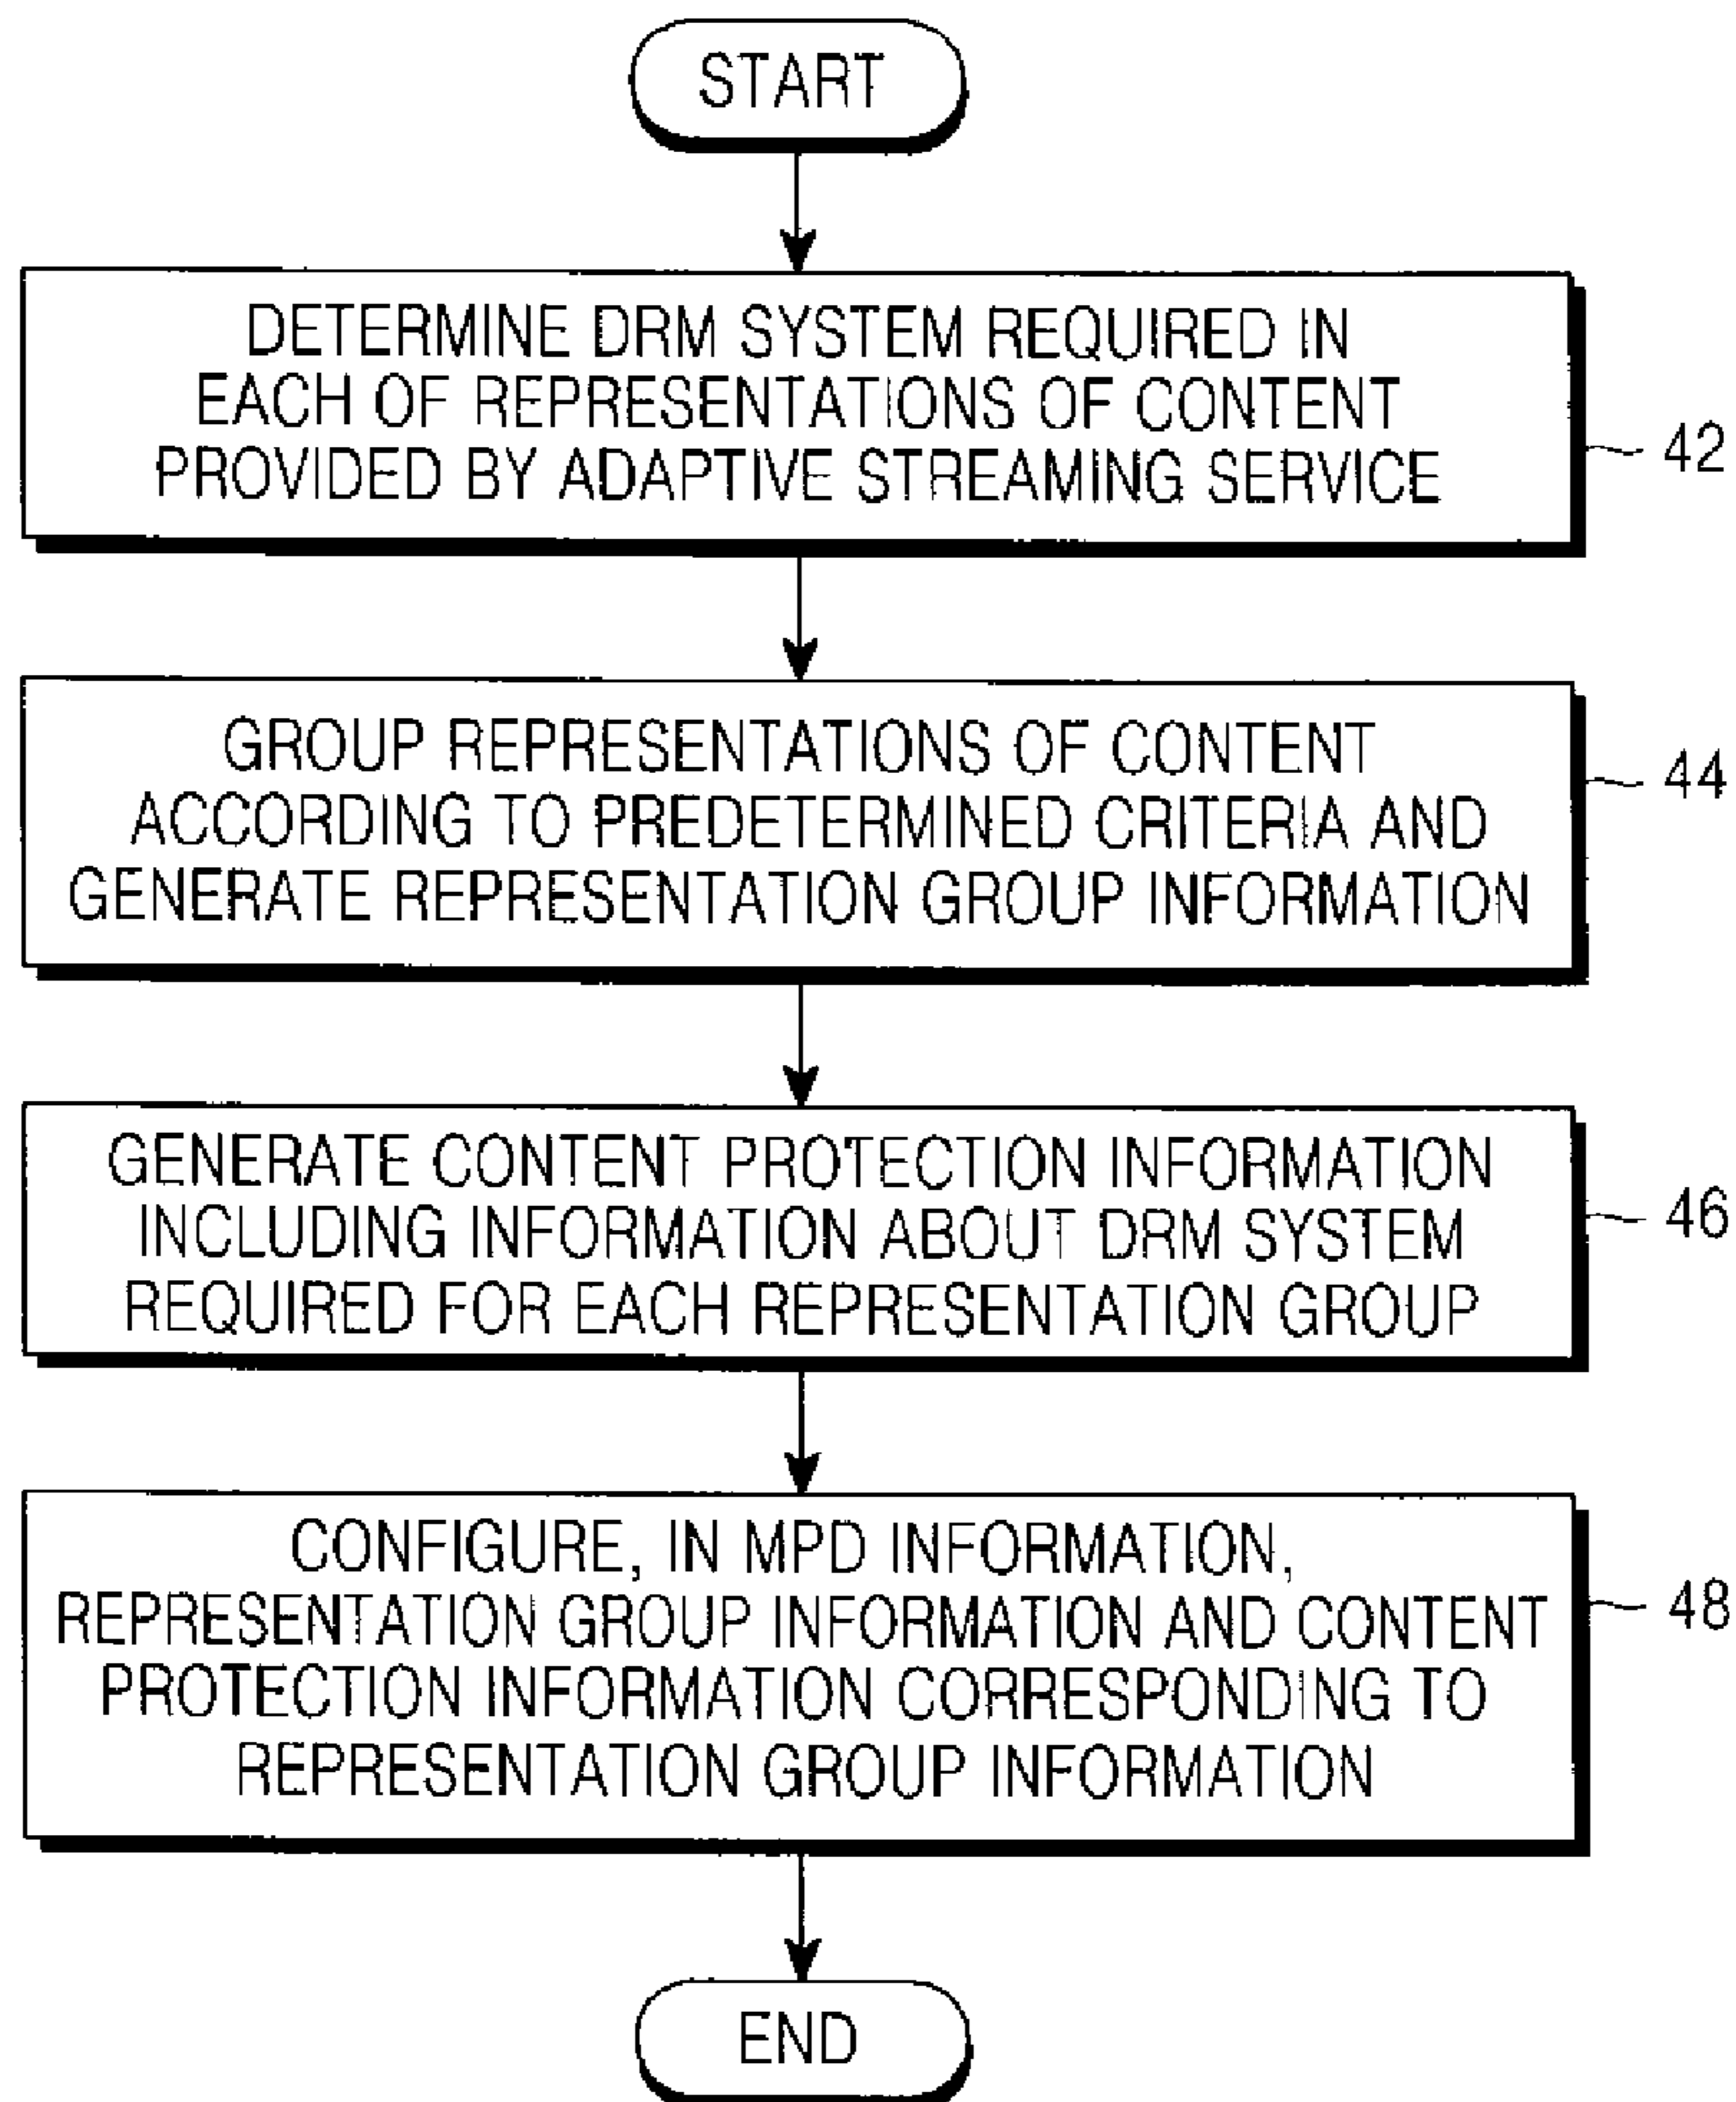 START
DETERMINE DRM SYSTEM REQUIRED IN
EACH OF REPRESENTATIONS OF CONTENT
PROVIDED BY ADAPTIVE STREAMING SERVICE
42
GROUP REPRESENTATIONS OF CONTENT
ACCORDING TO PREDETERMINED CRITERIA AND
GENERATE REPRESENTATION GROUP INFORMATION
44
GENERATE CONTENT PROTECTION INFORMATION
INCLUDING INFORMATION ABOUT DRM SYSTEM
REQUIRED FOR EACH REPRESENTATION GROUP
46
CONFIGURE, IN MPD INFORMATION,
REPRESENTATION GROUP INFORMATION AND CONTENT
PROTECTION INFORMATION CORRESPONDING TO
REPRESENTATION GROUP INFORMATION
48
END